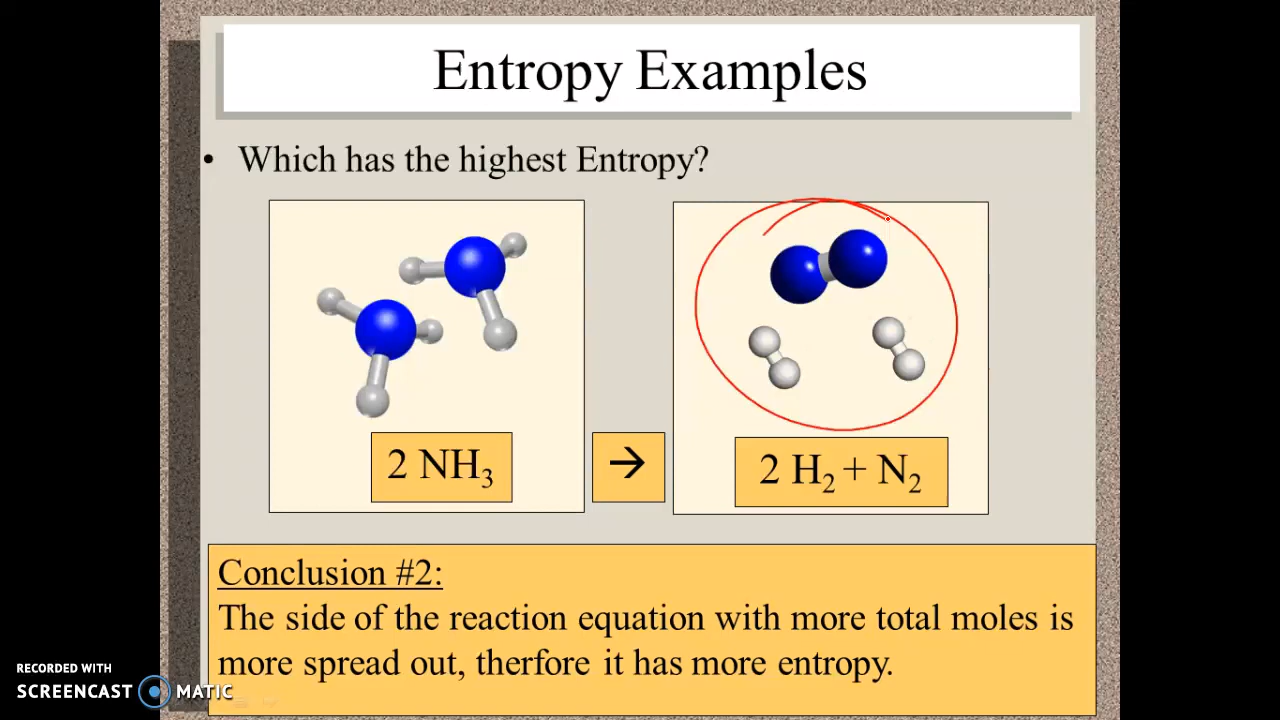 Entropy Examples
• Which has the highest Entropy?
2 NH₃
→
2 H₂ + N₂
Conclusion #2:
The side of the reaction equation with more total moles is
more spread out, therfore it has more entropy.
RECORDED WITH
SCREENCAST MATIC